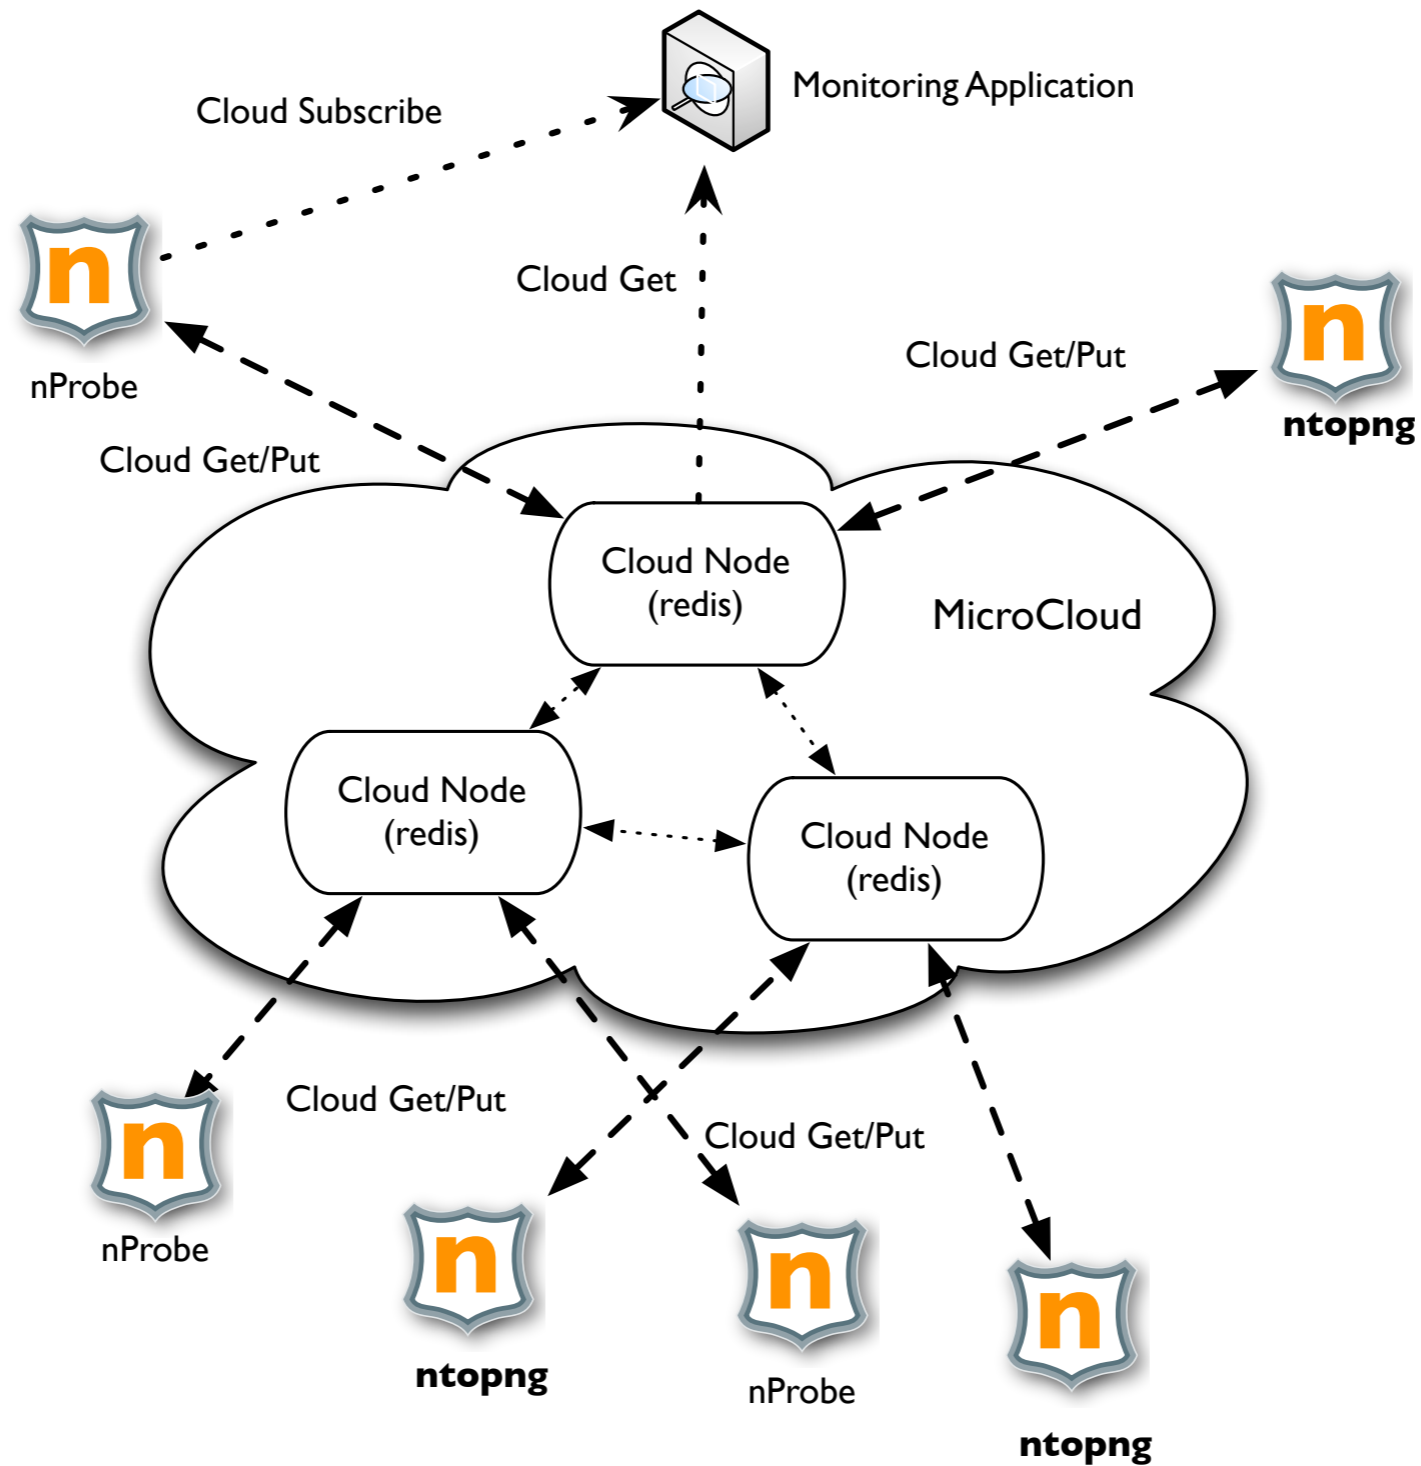 Monitoring Application
Cloud Subscribe
n
nProbe
Cloud Get
Cloud Get/Put
n
ntopng
Cloud Get/Put
Cloud Node
(redis)
MicroCloud
Cloud Node
(redis)
Cloud Node
(redis)
Cloud Get/Put
Cloud Get/Put
n
nProbe
n
ntopng
n
nProbe
n
ntopng